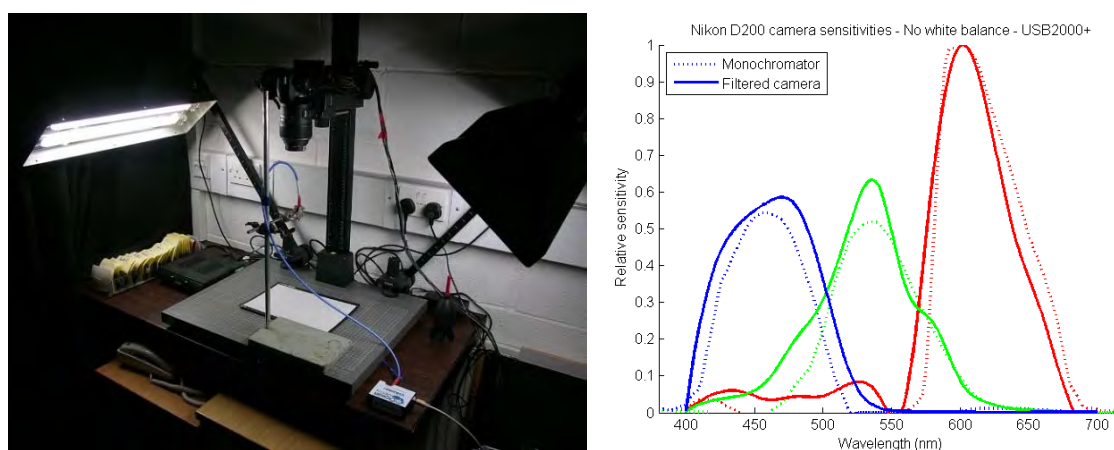 Nikon D200 camera sensitivities - No white balance - USB2000+
Monochromator
Filtered camera
Relative sensitivity
1
0.9
0.8
0.7
0.6
0.5
0.4
0.3
0.2
0.1
0
400 450 500 550 600 650 700
Wavelength (nm)